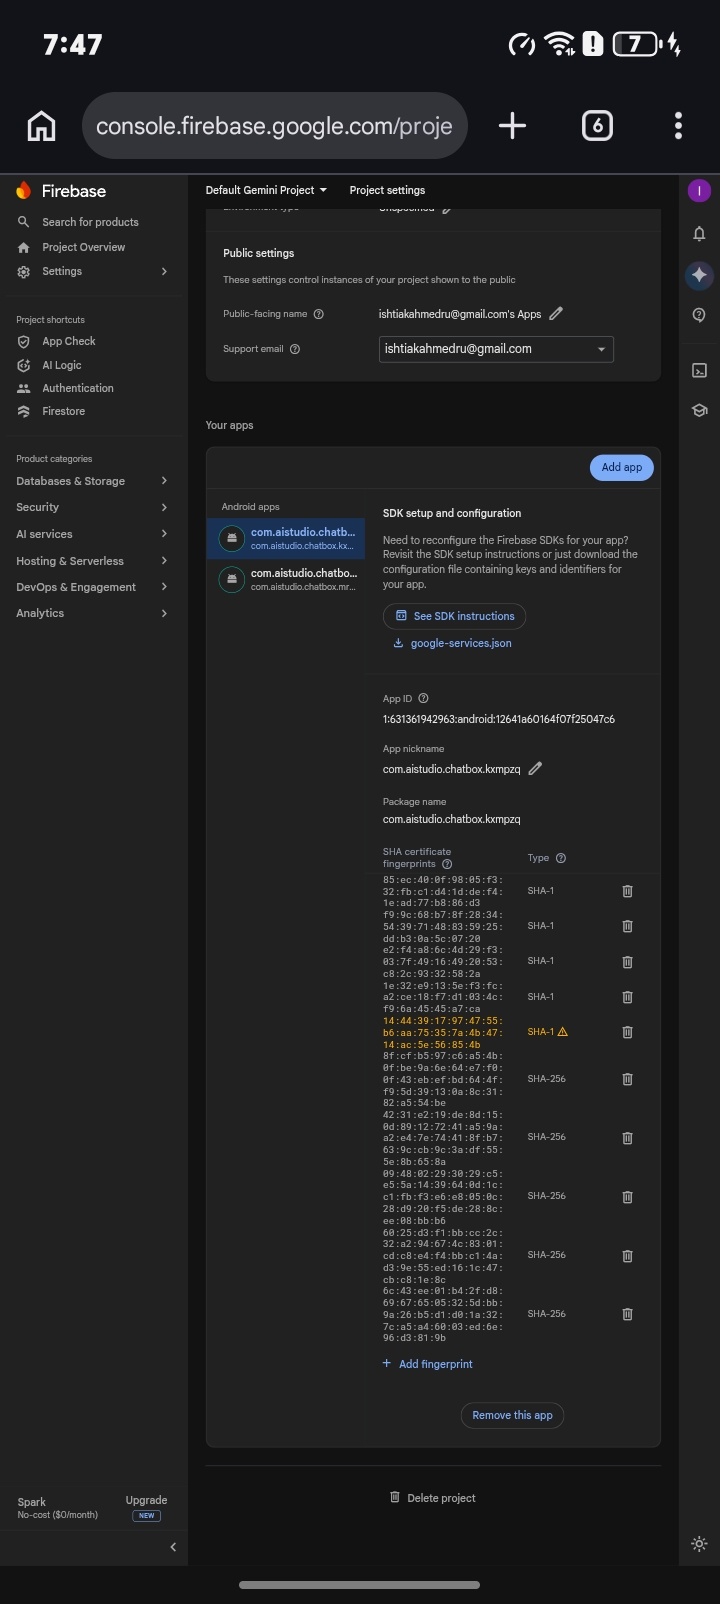 7:47
7
console.firebase.google.com/proje
6
Firebase
Default Gemini Project
Project settings
I
Search for products
Project Overview
Settings
Project shortcuts
App Check
AI Logic
Authentication
Firestore
Product categories
Databases & Storage
Security
AI services
Hosting & Serverless
DevOps & Engagement
Analytics
Spark
No-cost ($0/month)
Upgrade
NEW
Public settings
These settings control instances of your project shown to the public
Public-facing name
ishtiakahmedru@gmail.com's Apps
Support email
ishtiakahmedru@gmail.com
Your apps
Add app
Android apps
com.aistudio.chatb...
com.aistudio.chatbox.kx...
com.aistudio.chatbo...
com.aistudio.chatbox.mr...
SDK setup and configuration
Need to reconfigure the Firebase SDKs for your app?
Revisit the SDK setup instructions or just download the
configuration file containing keys and identifiers for
your app.
See SDK instructions
google-services.json
App ID
1:631361942963:android:12641a60164f07f25047c6
App nickname
com.aistudio.chatbox.kxmpzq
Package name
com.aistudio.chatbox.kxmpzq
SHA certificate
fingerprints
Type
85:ec:40:0f:98:05:f3:
32:fb:c1:d4:1d:de:f4:
1e:ad:77:b8:86:d3
SHA-1
f9:9c:68:b7:8f:28:34:
54:39:71:48:83:59:25:
dd:b3:0a:5c:07:20
SHA-1
e2:f4:a8:6c:4d:29:f3:
03:7f:49:16:49:20:53:
c8:2c:93:32:58:2a
SHA-1
1e:32:e9:13:5e:f3:fc:
a2:ce:18:f7:d1:03:4c:
f9:6a:45:45:a7:ca
SHA-1
14:44:39:17:97:47:55:
b6:aa:75:35:7a:4b:47:
14:ac:5e:56:85:4b
SHA-1
8f:cf:b5:97:c6:a5:4b:
0f:be:9a:6e:64:e7:f0:
0f:43:eb:ef:bd:64:4f:
f9:5d:39:13:0a:8c:31:
82:a5:54:be
SHA-256
42:31:e2:19:de:8d:15:
0d:89:12:72:41:a5:9a:
a2:e4:7e:74:41:8f:b7:
63:9c:cb:9c:3a:df:55:
5e:8b:65:8a
SHA-256
09:48:02:29:30:29:c5:
e5:5a:14:39:64:0d:1c:
c1:fb:f3:e6:e8:05:0c:
28:d9:20:f5:de:28:8c:
ee:08:bb:b6
SHA-256
60:25:d3:f1:bb:cc:2c:
32:a2:94:67:4c:83:01:
cd:c8:e4:f4:bb:c1:4a:
d3:9e:55:ed:16:1c:47:
cb:c8:1e:8c
SHA-256
6c:43:ee:01:b4:2f:d8:
69:67:65:05:32:5d:bb:
9a:26:b5:d1:d0:1a:32:
7c:a5:a4:60:03:ed:6e:
96:d3:81:9b
SHA-256
Add fingerprint
Remove this app
Delete project